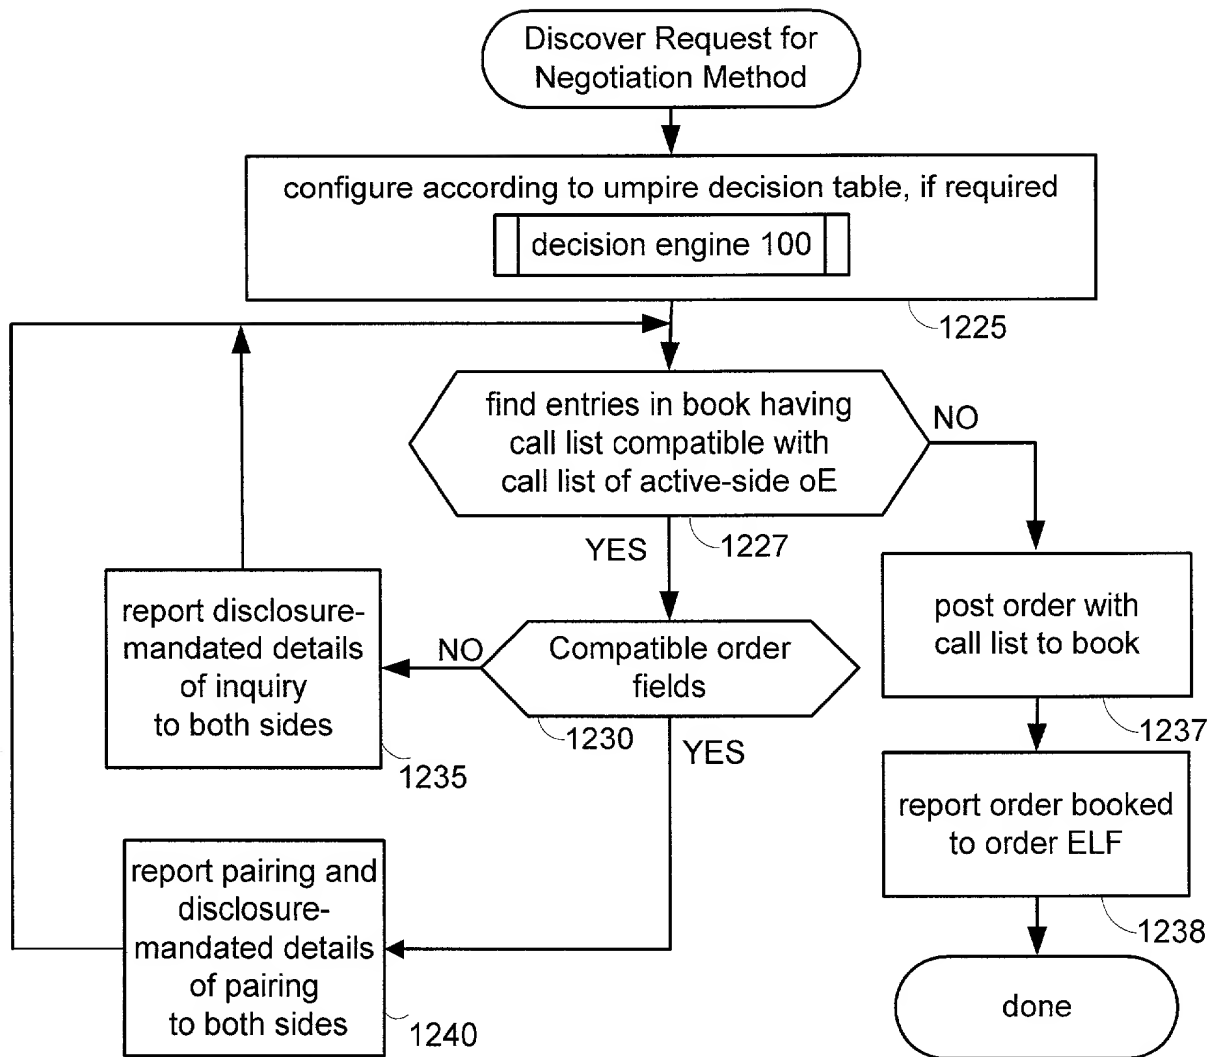 Discover Request for
Negotiation Method
configure according to umpire decision table, if required
decision engine 100
1225
find entries in book having
call list compatible with
call list of active-side oE
NO
YES
1227
post order with
call list to book
1237
report disclosure-
mandated details
of inquiry
to both sides
1235
NO
Compatible order
fields
1230
YES
report order booked
to order ELF
1238
report pairing and
disclosure-
mandated details
of pairing
to both sides
1240
done